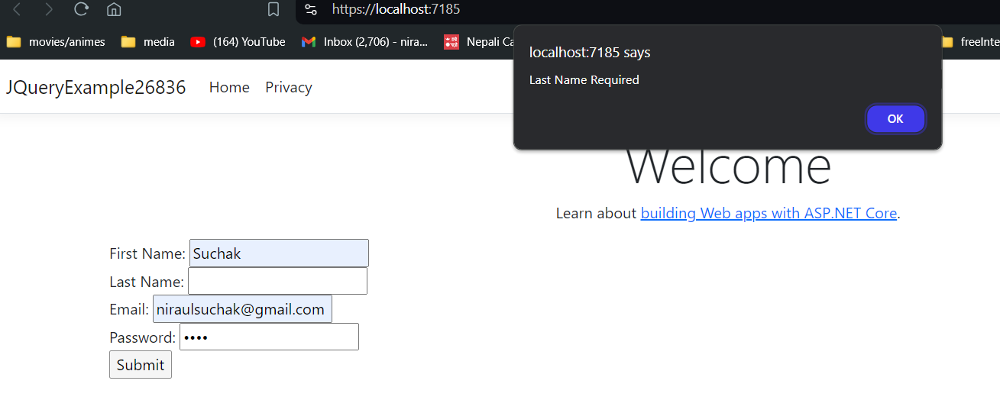 https://localhost:7185
movies/animes media (164) YouTube Inbox (2,706) - nira... Nepali Ca freeInte
localhost:7185 says
Last Name Required
OK
JQueryExample26836 Home Privacy
Welcome
Learn about building Web apps with ASP.NET Core.
First Name: Suchak
Last Name:
Email: niraulsuchak@gmail.com
Password: ••••
Submit